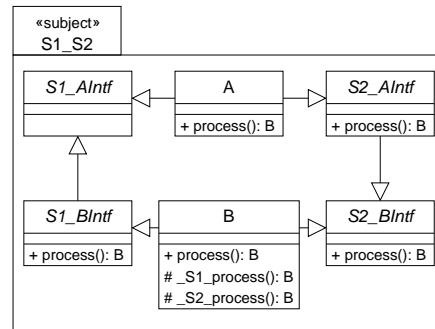 «subject»
S1_S2
S1_AIntf
A
+ process(): B
S2_AIntf
+ process(): B
S1_BIntf
+ process(): B
B
+ process(): B
# _S1_process(): B
# _S2_process(): B
S2_BIntf
+ process(): B